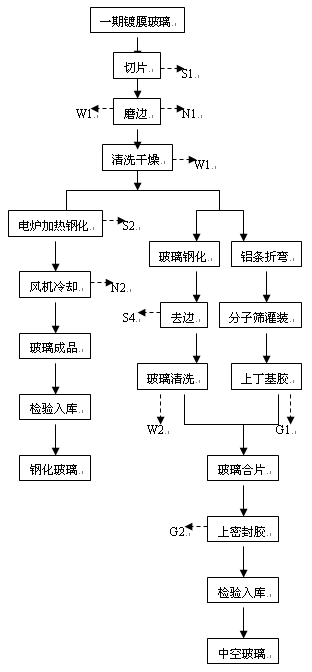 一期镀膜玻璃
切片
S1
磨边
W1
N1
清洗干燥
W1
电炉加热钢化
S2
玻璃钢化
铝条折弯
风机冷却
N2
去边
S4
分子筛灌装
玻璃成品
玻璃清洗
上丁基胶
检验入库
W2
G1
钢化玻璃
玻璃合片
上密封胶
G2
检验入库
中空玻璃